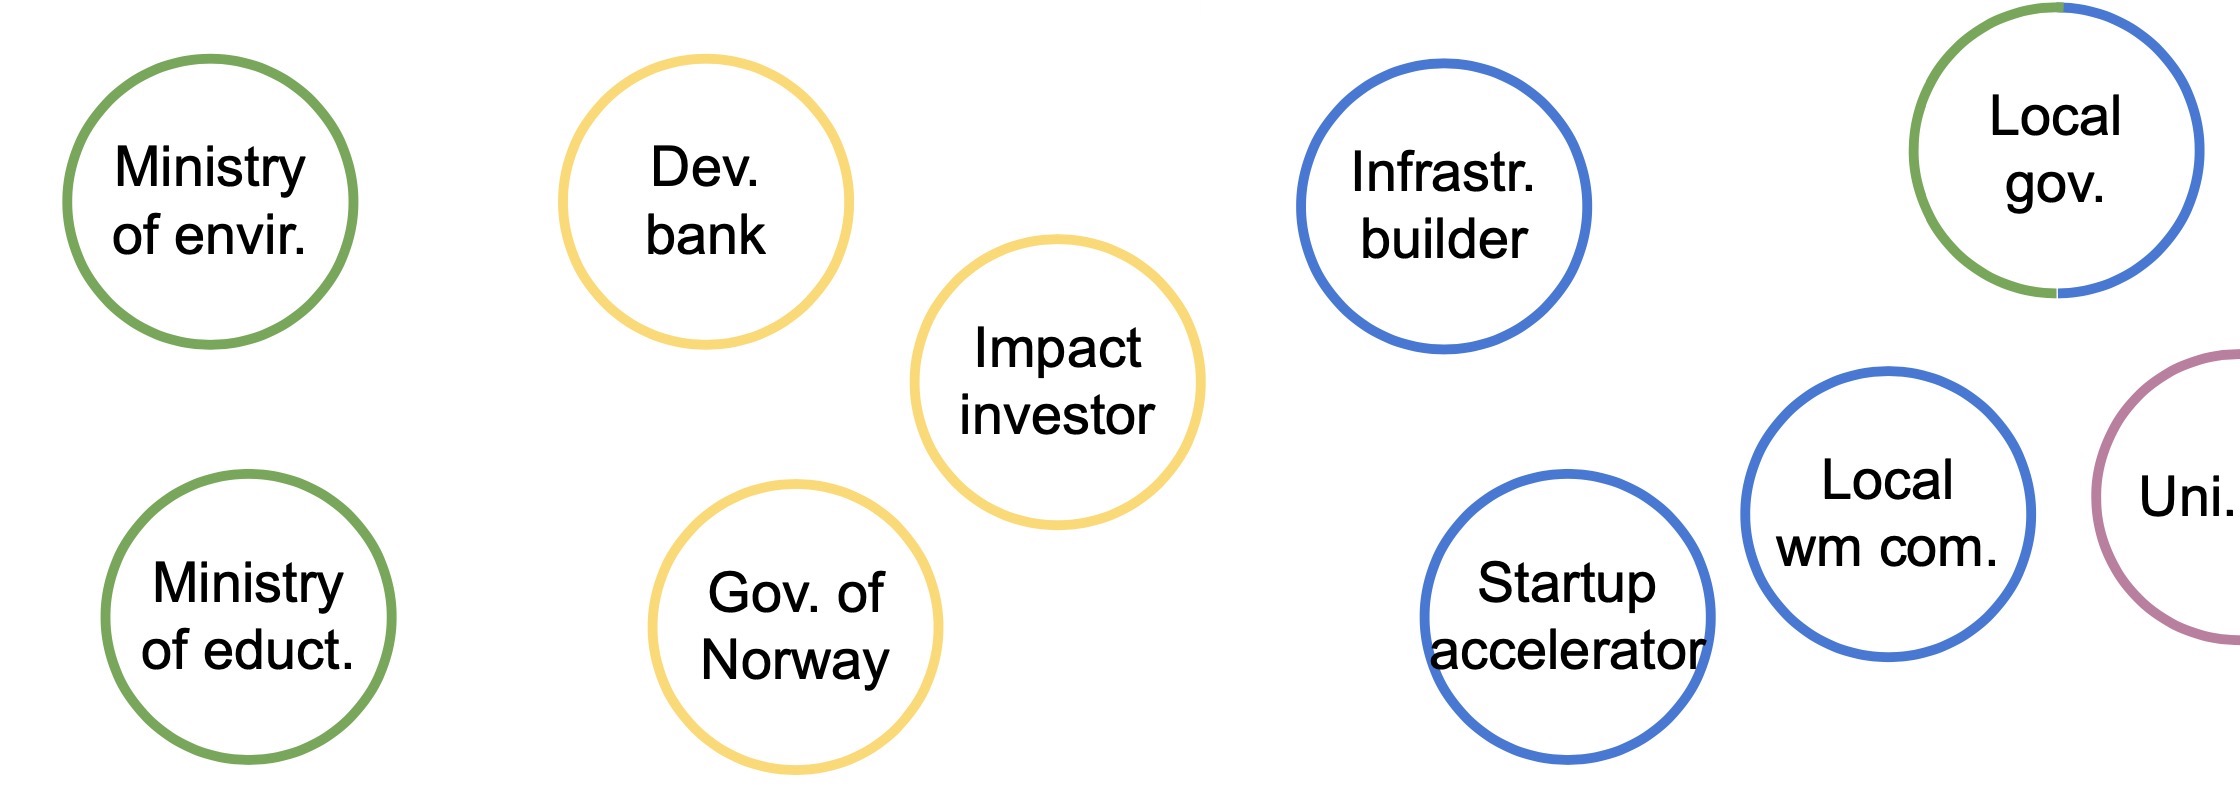 Ministry
of envir.
Dev.
bank
Impact
investor
Infrastr.
builder
Local
gov.
Ministry
of educt.
Gov. of
Norway
Startup
accelerator
Local
wm com.
Uni.